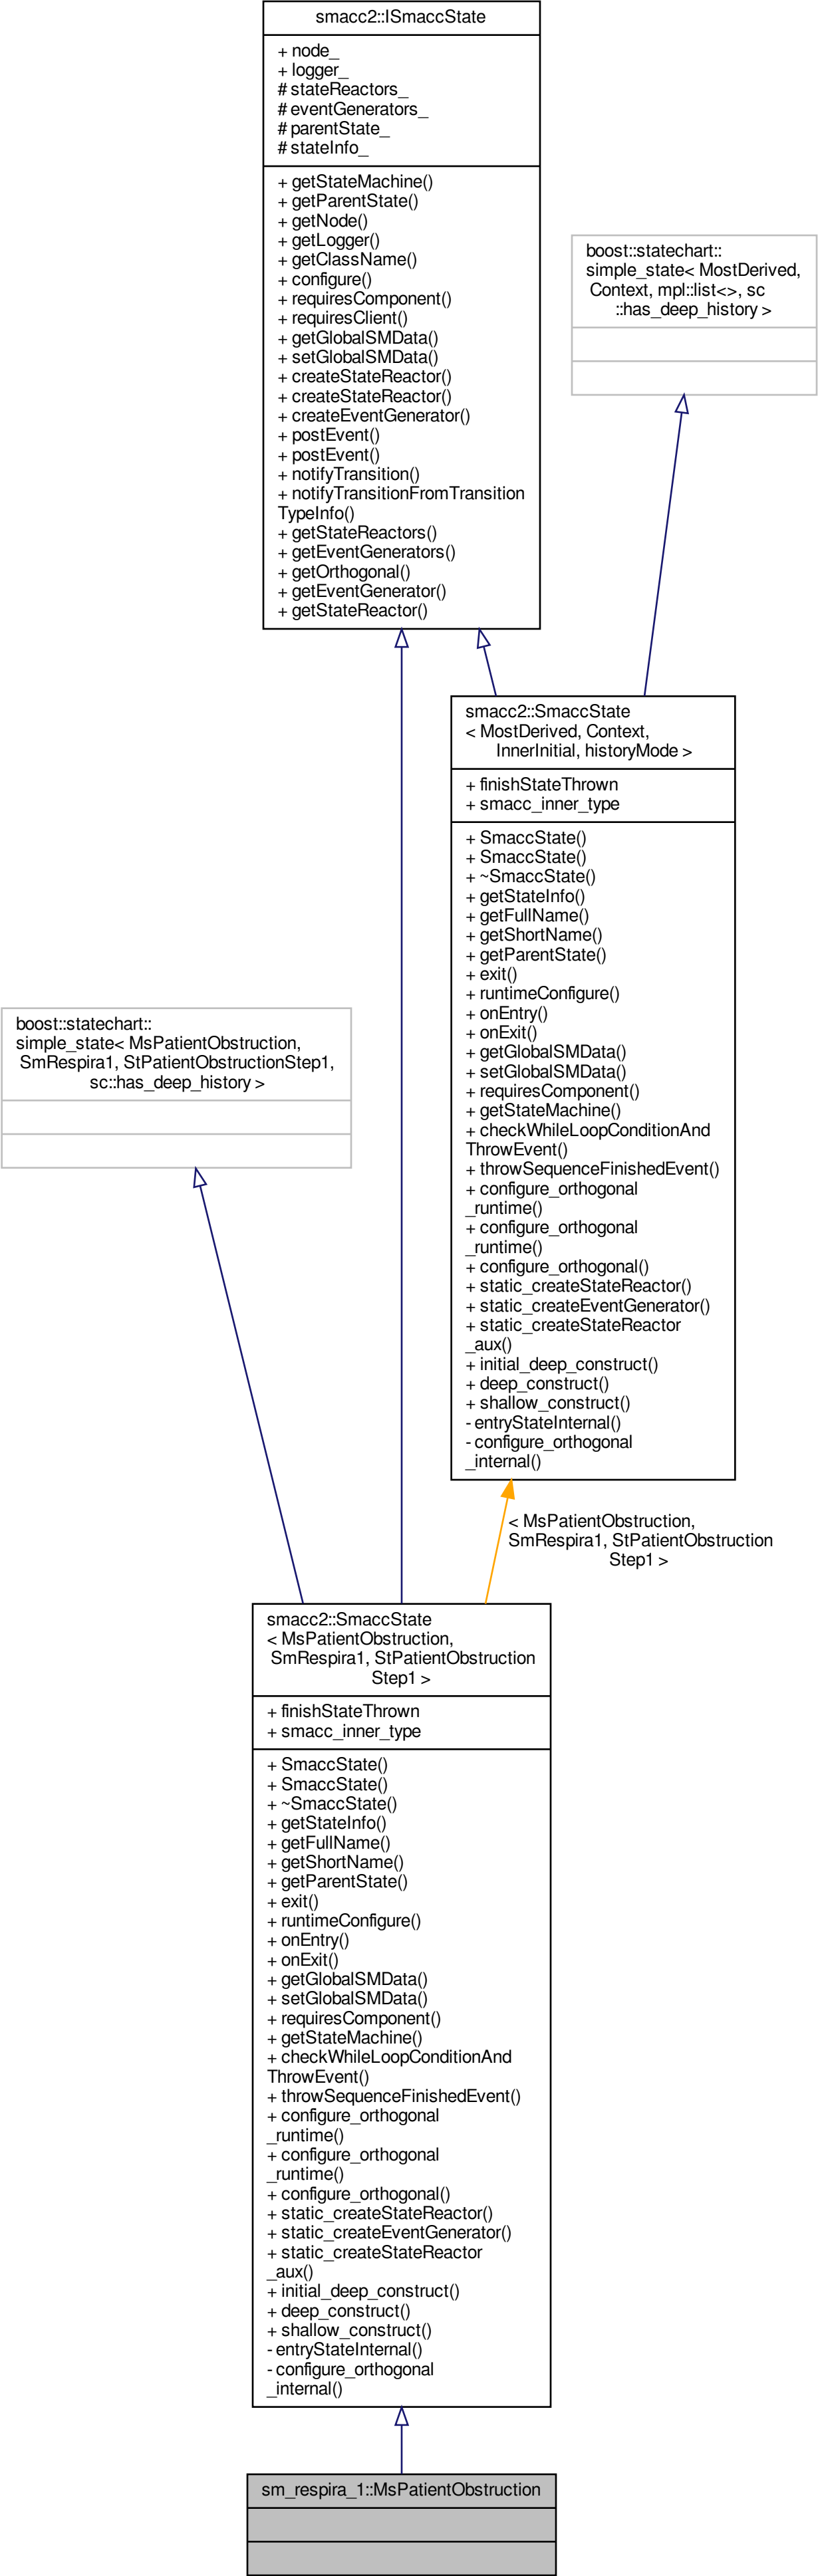 smacc2::ISmaccState
+ node_
+ logger_
# stateReactors_
# eventGenerators_
# parentState_
# stateInfo_
+ getStateMachine()
+ getParentState()
+ getNode()
+ getLogger()
+ getClassName()
+ configure()
+ requiresComponent()
+ requiresClient()
+ getGlobalSMData()
+ setGlobalSMData()
+ createStateReactor()
+ createStateReactor()
+ createEventGenerator()
+ postEvent()
+ postEvent()
+ notifyTransition()
+ notifyTransitionFromTransition
TypeInfo()
+ getStateReactors()
+ getEventGenerators()
+ getOrthogonal()
+ getEventGenerator()
+ getStateReactor()
boost::statechart::
simple_state< MostDerived,
Context, mpl::list<>, sc
::has_deep_history >
smacc2::SmaccState
< MostDerived, Context,
InnerInitial, historyMode >
+ finishStateThrown
+ smacc_inner_type
+ SmaccState()
+ SmaccState()
+ ~SmaccState()
+ getStateInfo()
+ getFullName()
+ getShortName()
+ getParentState()
+ exit()
+ runtimeConfigure()
+ onEntry()
+ onExit()
+ getGlobalSMData()
+ setGlobalSMData()
+ requiresComponent()
+ getStateMachine()
+ checkWhileLoopConditionAnd
ThrowEvent()
+ throwSequenceFinishedEvent()
+ configure_orthogonal
_runtime()
+ configure_orthogonal
_runtime()
+ configure_orthogonal()
+ static_createStateReactor()
+ static_createEventGenerator()
+ static_createStateReactor
_aux()
+ initial_deep_construct()
+ deep_construct()
+ shallow_construct()
- entryStateInternal()
- configure_orthogonal
_internal()
boost::statechart::
simple_state< MsPatientObstruction,
SmRespira1, StPatientObstructionStep1,
sc::has_deep_history >
< MsPatientObstruction,
SmRespira1, StPatientObstruction
Step1 >
smacc2::SmaccState
< MsPatientObstruction,
SmRespira1, StPatientObstruction
Step1 >
+ finishStateThrown
+ smacc_inner_type
+ SmaccState()
+ SmaccState()
+ ~SmaccState()
+ getStateInfo()
+ getFullName()
+ getShortName()
+ getParentState()
+ exit()
+ runtimeConfigure()
+ onEntry()
+ onExit()
+ getGlobalSMData()
+ setGlobalSMData()
+ requiresComponent()
+ getStateMachine()
+ checkWhileLoopConditionAnd
ThrowEvent()
+ throwSequenceFinishedEvent()
+ configure_orthogonal
_runtime()
+ configure_orthogonal
_runtime()
+ configure_orthogonal()
+ static_createStateReactor()
+ static_createEventGenerator()
+ static_createStateReactor
_aux()
+ initial_deep_construct()
+ deep_construct()
+ shallow_construct()
- entryStateInternal()
- configure_orthogonal
_internal()
sm_respira_1::MsPatientObstruction